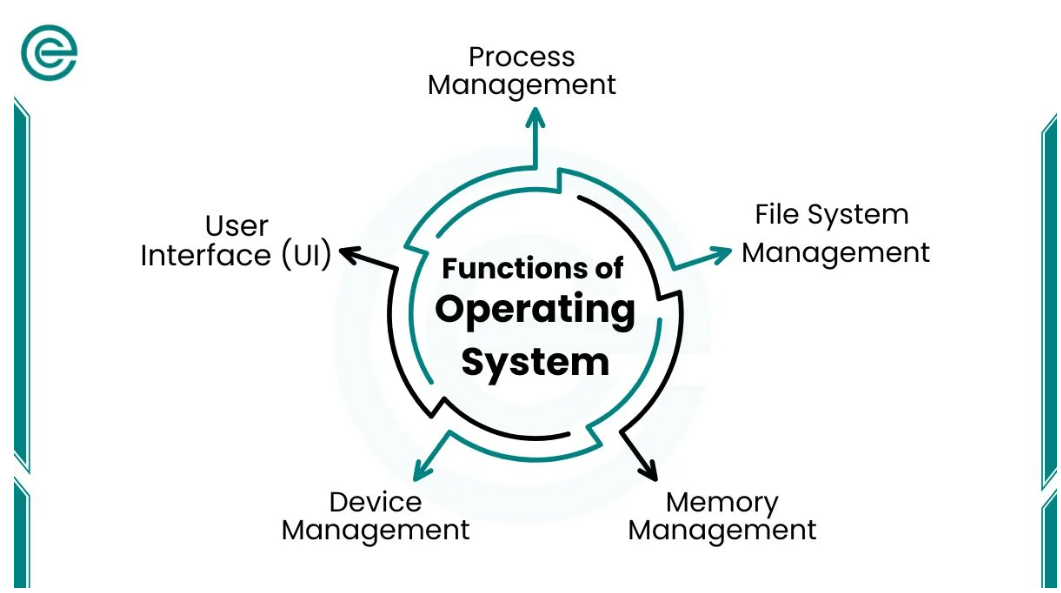 Process
Management
File System
Management
User
Interface (UI)
Functions of
Operating
System
Device
Management
Memory
Management